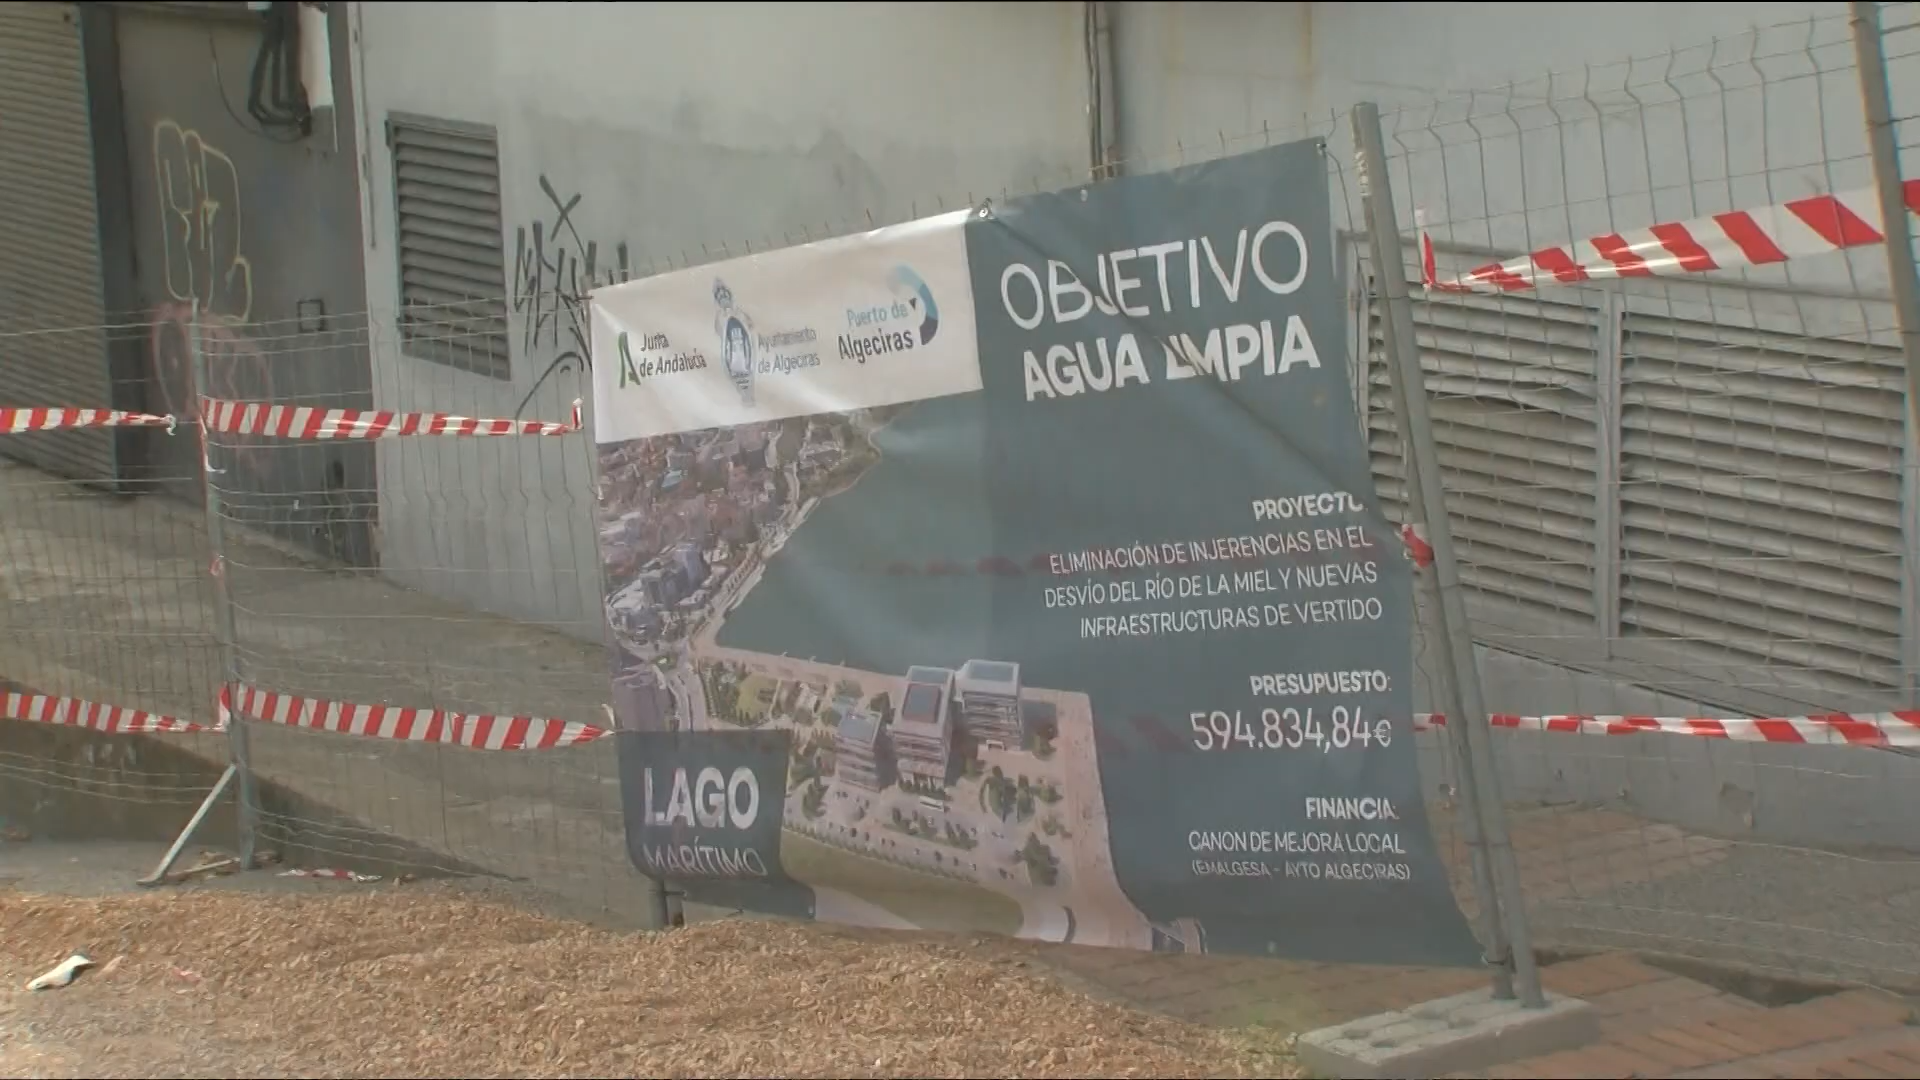 Junta
de Andalucía
Ayuntamiento
de Algeciras
Puerto de
Algeciras
OBJETIVO
AGUA LIMPIA
PROYECTO:
ELIMINACIÓN DE INJERENCIAS EN EL
DESVÍO DEL RÍO DE LA MIEL Y NUEVAS
INFRAESTRUCTURAS DE VERTIDO
PRESUPUESTO:
594.834,84€
FINANCIA:
CANON DE MEJORA LOCAL
(EMALGESA - AYTO ALGECIRAS)
LAGO
MARÍTIMO